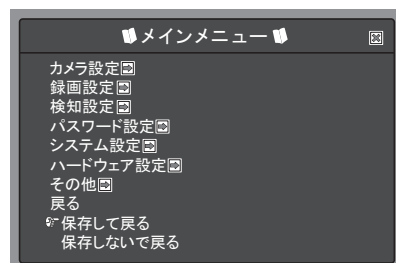 メインメニュー
カメラ設定
録画設定
検知設定
パスワード設定
システム設定
ハードウェア設定
その他
戻る
保存して戻る
保存しないで戻る